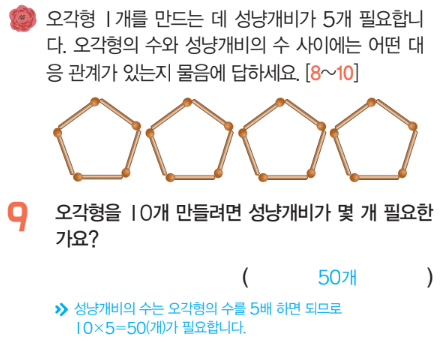 오각형 1개를 만드는 데 성냥개비가 5개 필요합니
다. 오각형의 수와 성냥개비의 수 사이에는 어떤 대
응 관계가 있는지 물음에 답하세요. [8~10]
9 오각형을 10개 만들려면 성냥개비가 몇 개 필요한
가요?
( 50개 )
» 성냥개비의 수는 오각형의 수를 5배 하면 되므로
10×5=50(개)가 필요합니다.